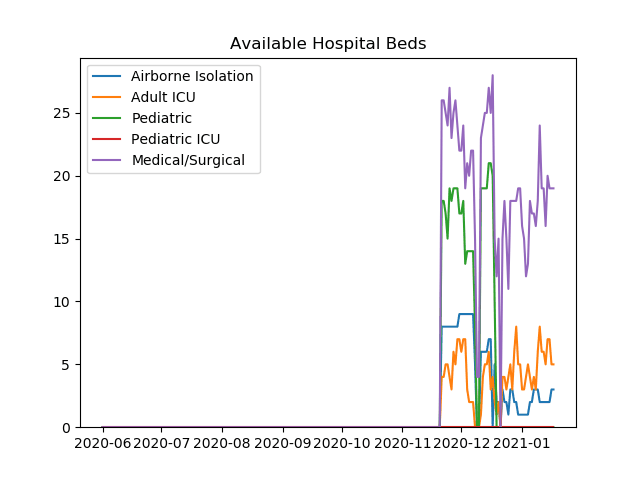 Available Hospital Beds
Airborne Isolation
Adult ICU
Pediatric
Pediatric ICU
Medical/Surgical
25
20
15
10
5
0
2020-06 2020-07 2020-08 2020-09 2020-10 2020-11 2020-12 2021-01